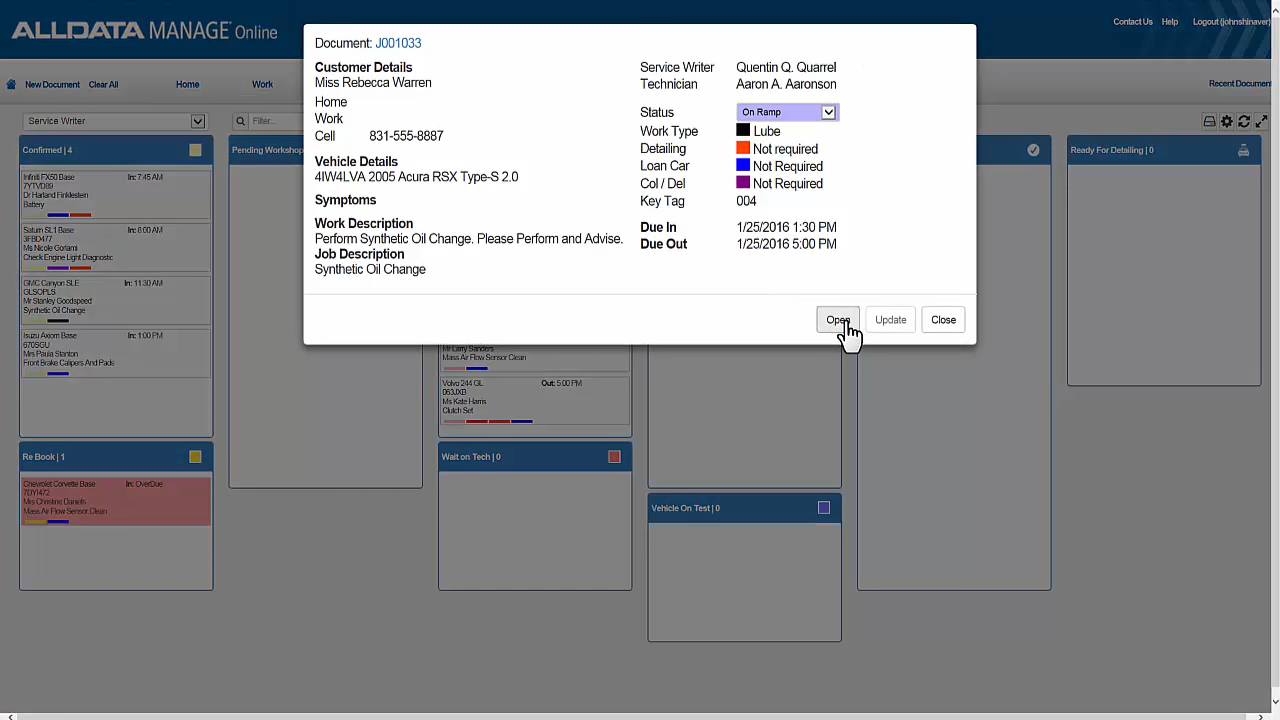 ALLDATA MANAGE® Online
Contact Us Help Logout (johnshinaver)
New Document Clear All Home Work Recent Document
Service Writer
Filter...
Document: J001033
Customer Details
Miss Rebecca Warren
Home
Work
Cell 831-555-8887
Vehicle Details
4IW4LVA 2005 Acura RSX Type-S 2.0
Symptoms
Work Description
Perform Synthetic Oil Change. Please Perform and Advise.
Job Description
Synthetic Oil Change
Service Writer Quentin Q. Quarrel
Technician Aaron A. Aaronson
Status On Ramp
Work Type Lube
Detailing Not required
Loan Car Not Required
Col / Del Not Required
Key Tag 004
Due In 1/25/2016 1:30 PM
Due Out 1/25/2016 5:00 PM
Open Update Close
Confirmed | 4
Infiniti FX50 Base In: 7:45 AM
7YTVD89
Dr Harland Finklestein
Battery
Saturn SL1 Base In: 8:00 AM
3FBD477
Ms Nicole Gorlami
Check Engine Light Diagnostic
GMC Canyon SLE In: 11:30 AM
GLSOPLS
Mr Stanley Goodspeed
Synthetic Oil Change
Isuzu Axiom Base In: 1:00 PM
670SGU
Mrs Paula Stanton
Front Brake Calipers And Pads
Re Book | 1
Chevrolet Corvette Base In: OverDue
7DYI472
Mrs Christine Daniels
Mass Air Flow Sensor Clean
Pending Worksho
Mr Larry Sanders
Mass Air Flow Sensor Clean
Volvo 244 GL Out: 5:00 PM
063JXB
Ms Kate Harris
Clutch Set
Wait on Tech | 0
Vehicle On Test | 0
Ready For Detailing | 0